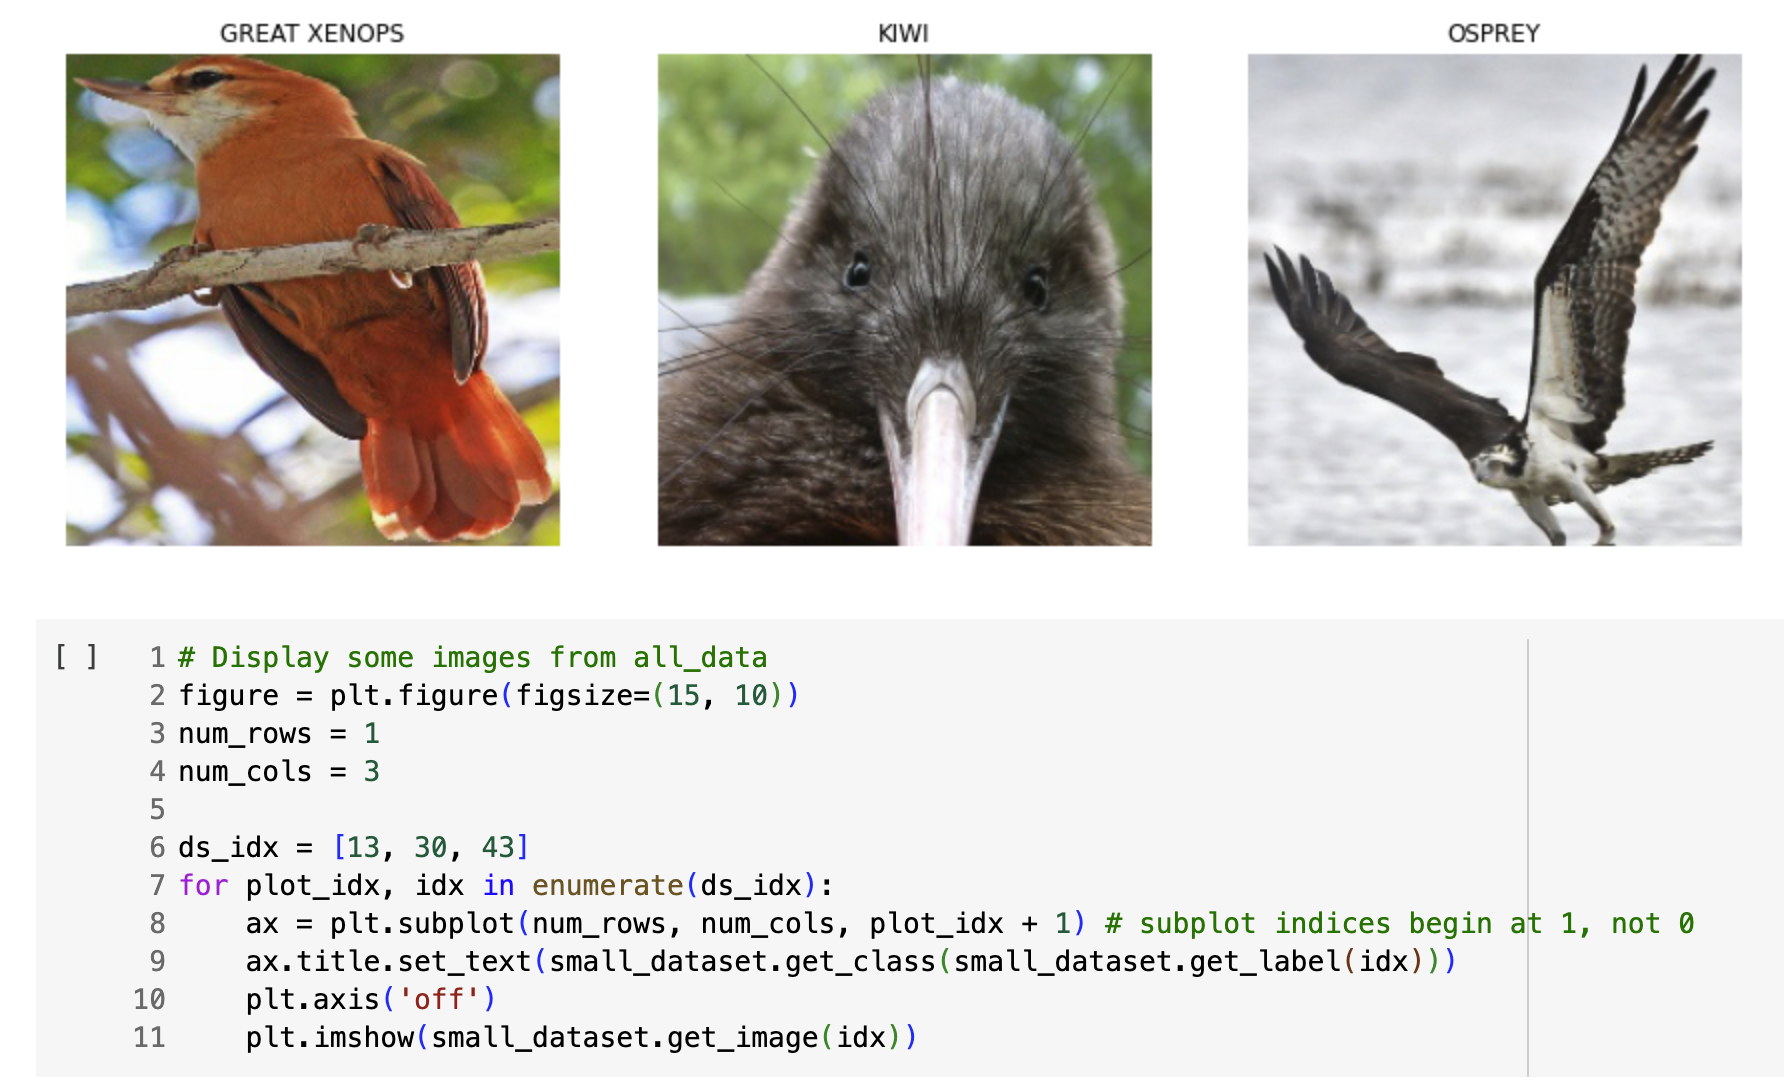 GREAT XENOPS
KIWI
OSPREY
[ ]
1 # Display some images from all_data
2 figure = plt.figure(figsize=(15, 10))
3 num_rows = 1
4 num_cols = 3
5
6 ds_idx = [13, 30, 43]
7 for plot_idx, idx in enumerate(ds_idx):
8     ax = plt.subplot(num_rows, num_cols, plot_idx + 1) # subplot indices begin at 1, not 0
9     ax.title.set_text(small_dataset.get_class(small_dataset.get_label(idx)))
10     plt.axis('off')
11     plt.imshow(small_dataset.get_image(idx))